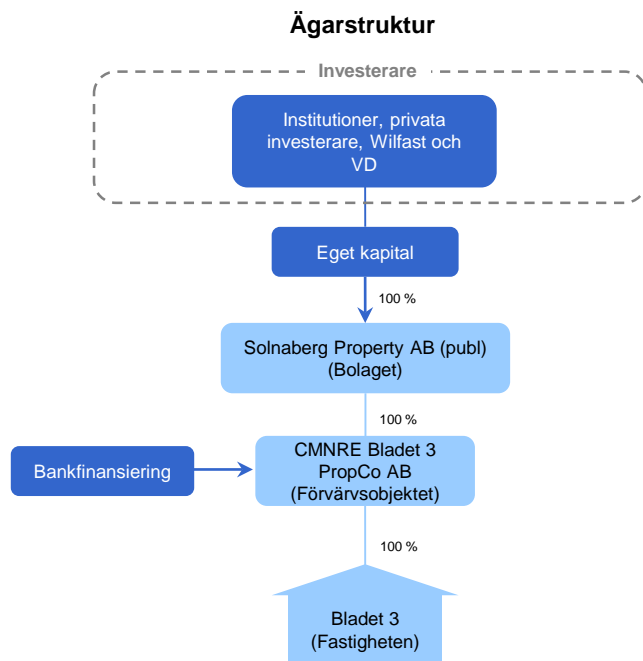 Ägarstruktur
Investerare
Institutioner, privata
investerare, Wilfast och
VD
Eget kapital
100 %
Solnaberg Property AB (publ)
(Bolaget)
100 %
Bankfinansiering
CMNRE Bladet 3
PropCo AB
(Förvärvsobjektet)
100 %
Bladet 3
(Fastigheten)